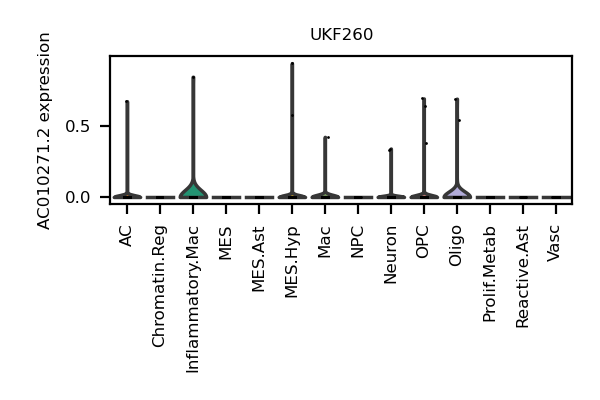 UKF260
AC010271.2 expression
0.5
0.0
AC
Chromatin.Reg
Inflammatory.Mac
MES
MES.Ast
MES.Hyp
Mac
NPC
Neuron
OPC
Oligo
Prolif.Metab
Reactive.Ast
Vasc